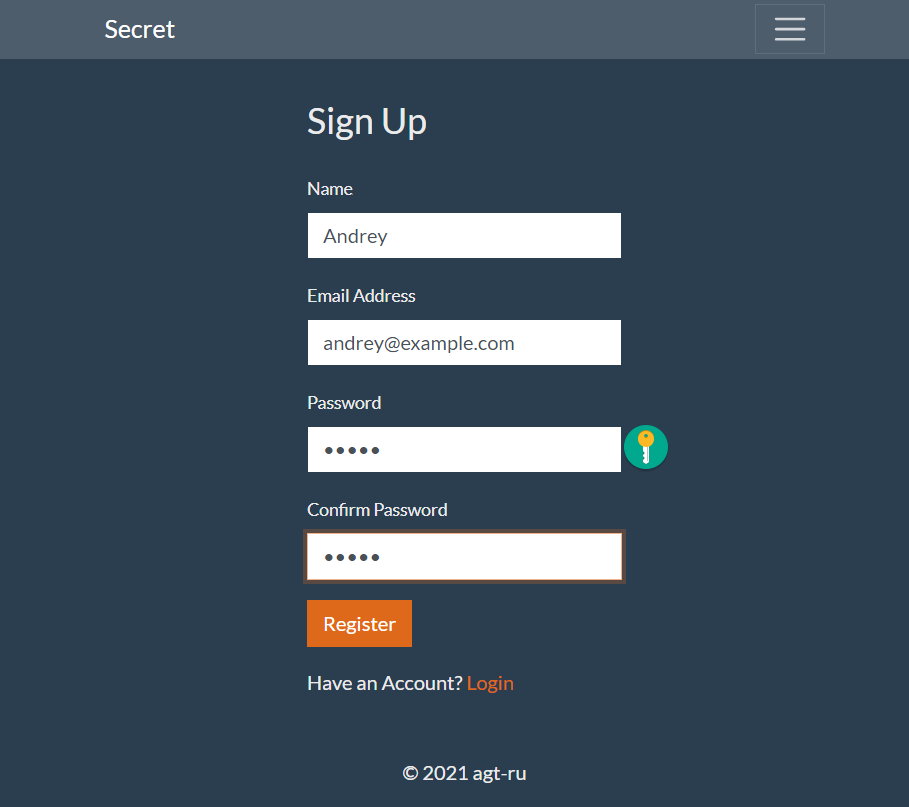 Secret
Sign Up
Name
Andrey
Email Address
andrey@example.com
Password
•••••
Confirm Password
•••••
Register
Have an Account? Login
© 2021 agt-ru